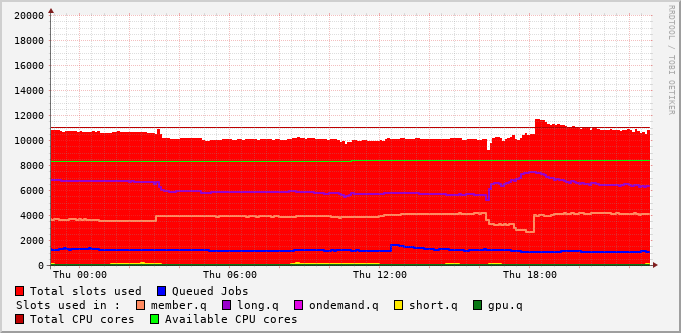 20000
18000
16000
14000
12000
10000
8000
6000
4000
2000
0
Thu 00:00 Thu 06:00 Thu 12:00 Thu 18:00
RRDTOOL / TOBI OETIKER
Total slots used Queued Jobs
Slots used in : member.q long.q ondemand.q short.q gpu.q
Total CPU cores Available CPU cores